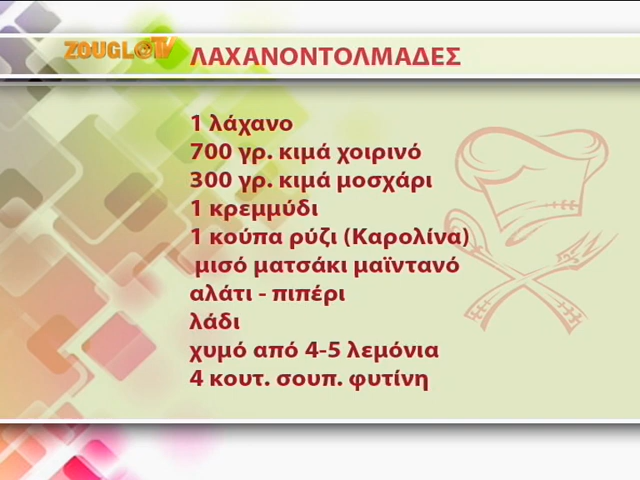 ZOUGL@TV
ΛΑΧΑΝΟΝΤΟΛΜΑΔΕΣ
1 λάχανο
700 γρ. κιμά χοιρινό
300 γρ. κιμά μοσχάρι
1 κρεμμύδι
1 κούπα ρύζι (Καρολίνα)
μισό ματσάκι μαϊντανό
αλάτι - πιπέρι
λάδι
χυμό από 4-5 λεμόνια
4 κουτ. σουπ. φυτίνη